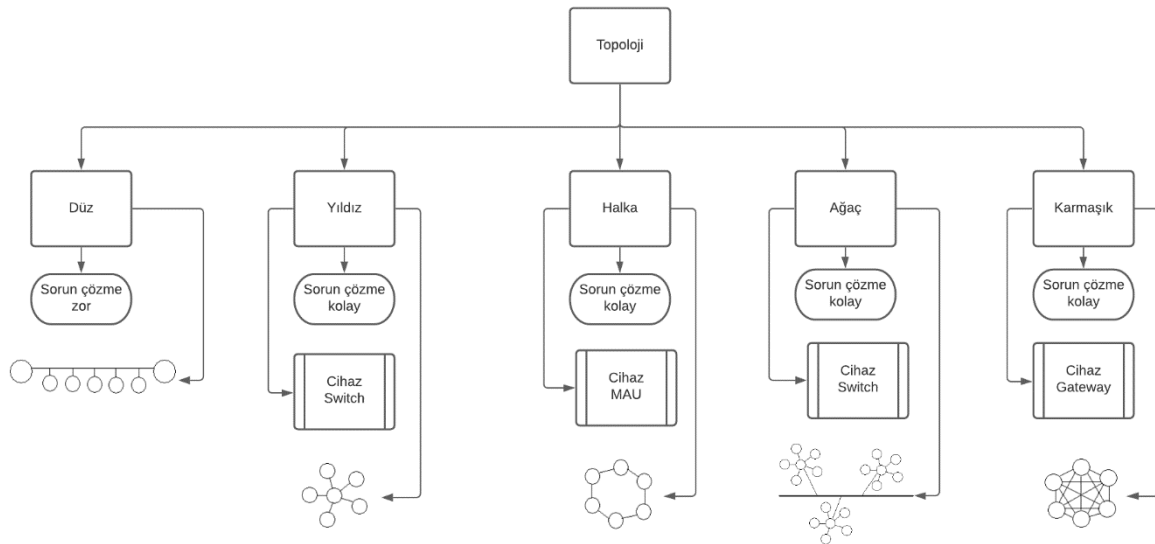 Topoloji
Düz
Yıldız
Halka
Ağaç
Karmaşık
Sorun çözme
zor
Sorun çözme
kolay
Sorun çözme
kolay
Sorun çözme
kolay
Sorun çözme
kolay
Cihaz
Switch
Cihaz
MAU
Cihaz
Switch
Cihaz
Gateway